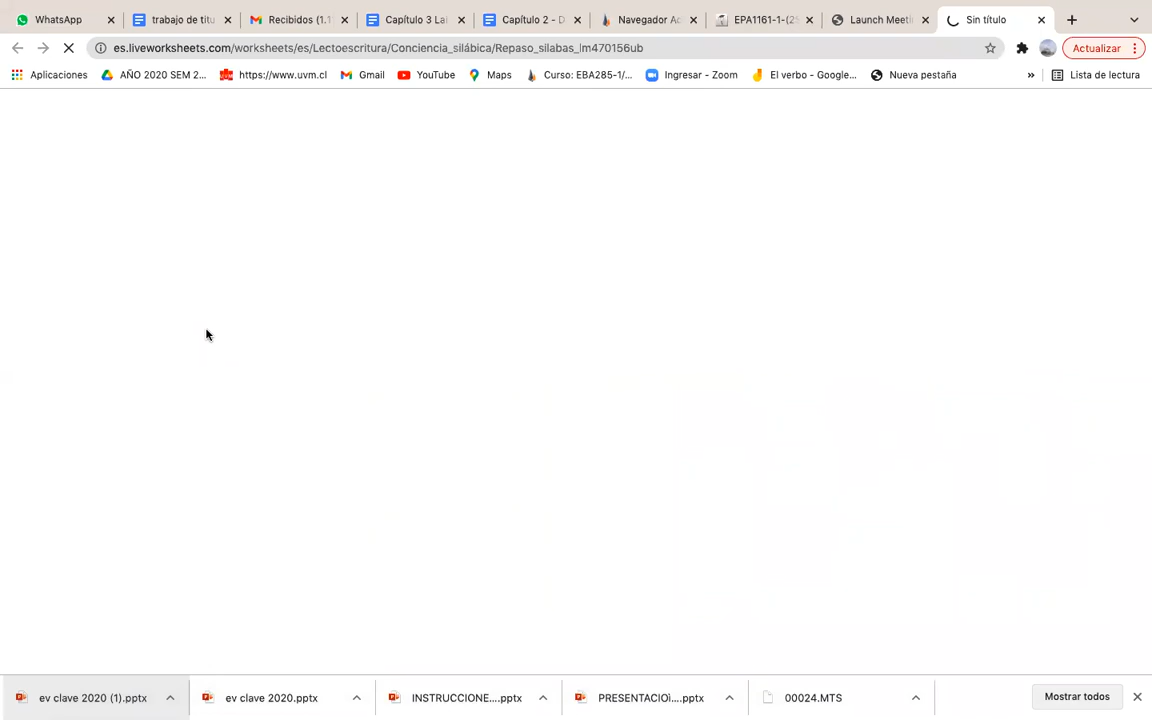 WhatsApp trabajo de titu Recibidos (1.1 Capítulo 3 La Capítulo 2 - D Navegador Ac EPA1161-1-(2 Launch Meeti Sin título
es.liveworksheets.com/worksheets/es/Lectoescritura/Conciencia_silábica/Repaso_silabas_lm470156ub Actualizar
Aplicaciones AÑO 2020 SEM 2... https://www.uvm.cl Gmail YouTube Maps Curso: EBA285-1/... Ingresar - Zoom El verbo - Google... Nueva pestaña » Lista de lectura
ev clave 2020 (1).pptx ev clave 2020.pptx INSTRUCCIONE....pptx PRESENTACIO....pptx 00024.MTS Mostrar todos